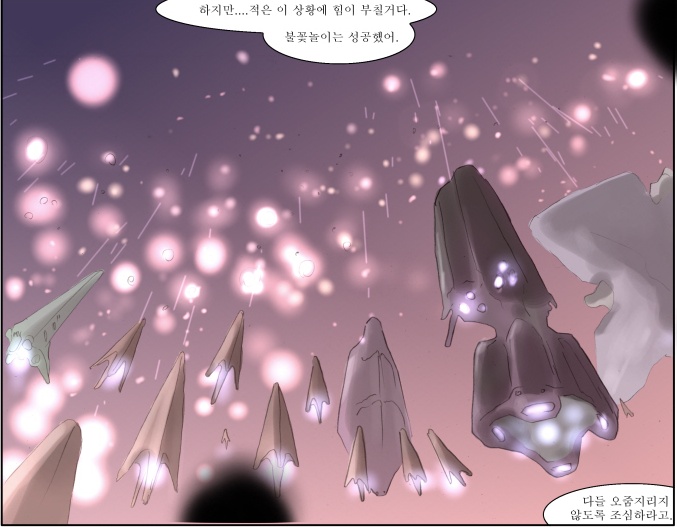 하지만....적은 이 상황에 힘이 부칠거다.
불꽃놀이는 성공했어.
다들 오줌지리지
않도록 조심하라고.